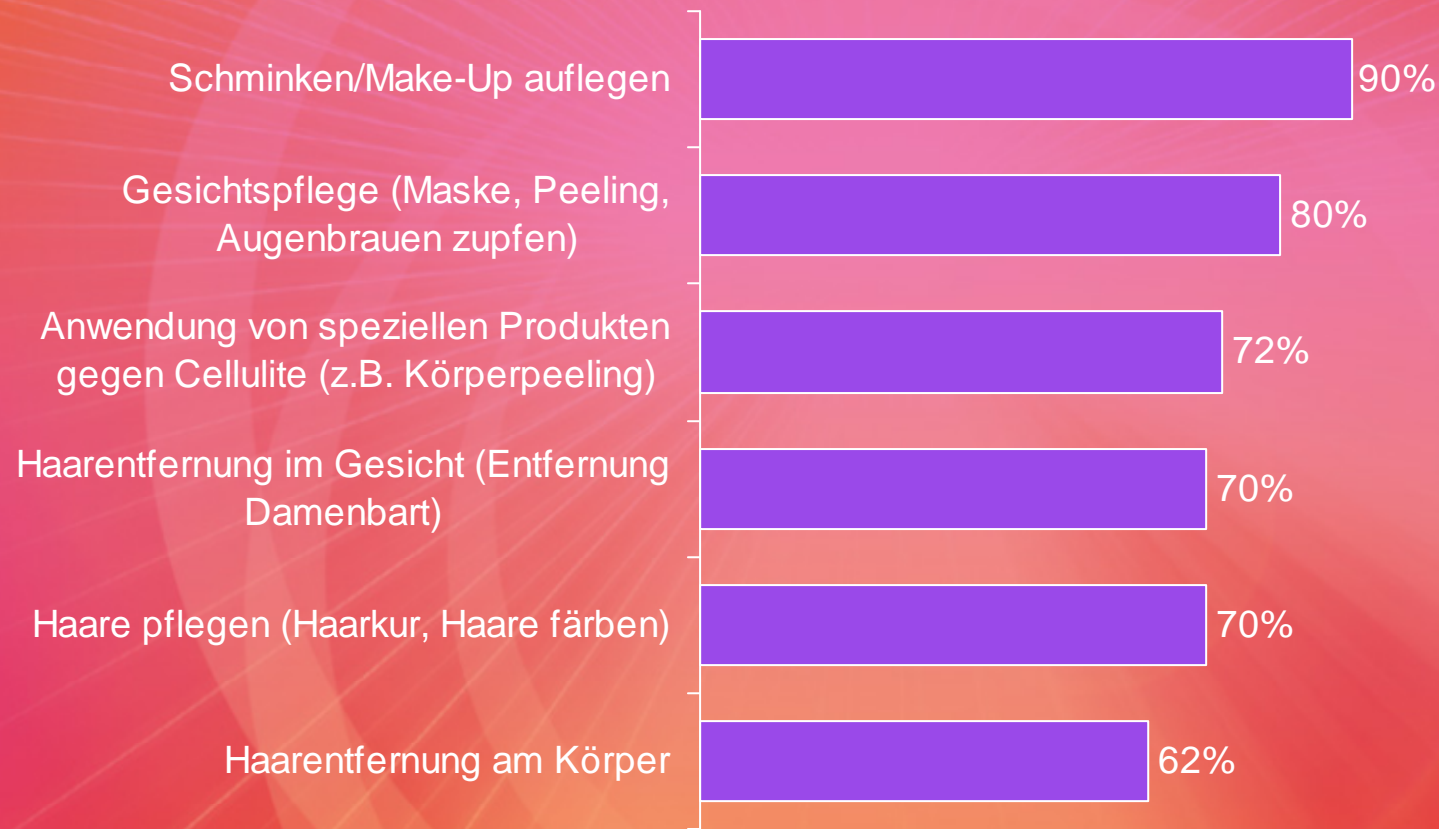 Schminken/Make-Up auflegen
90%
Gesichtspflege (Maske, Peeling,
Augenbrauen zupfen)
80%
Anwendung von speziellen Produkten
gegen Cellulite (z.B. Körperpeeling)
72%
Haarentfernung im Gesicht (Entfernung
Damenbart)
70%
Haare pflegen (Haarkur, Haare färben)
70%
Haarentfernung am Körper
62%